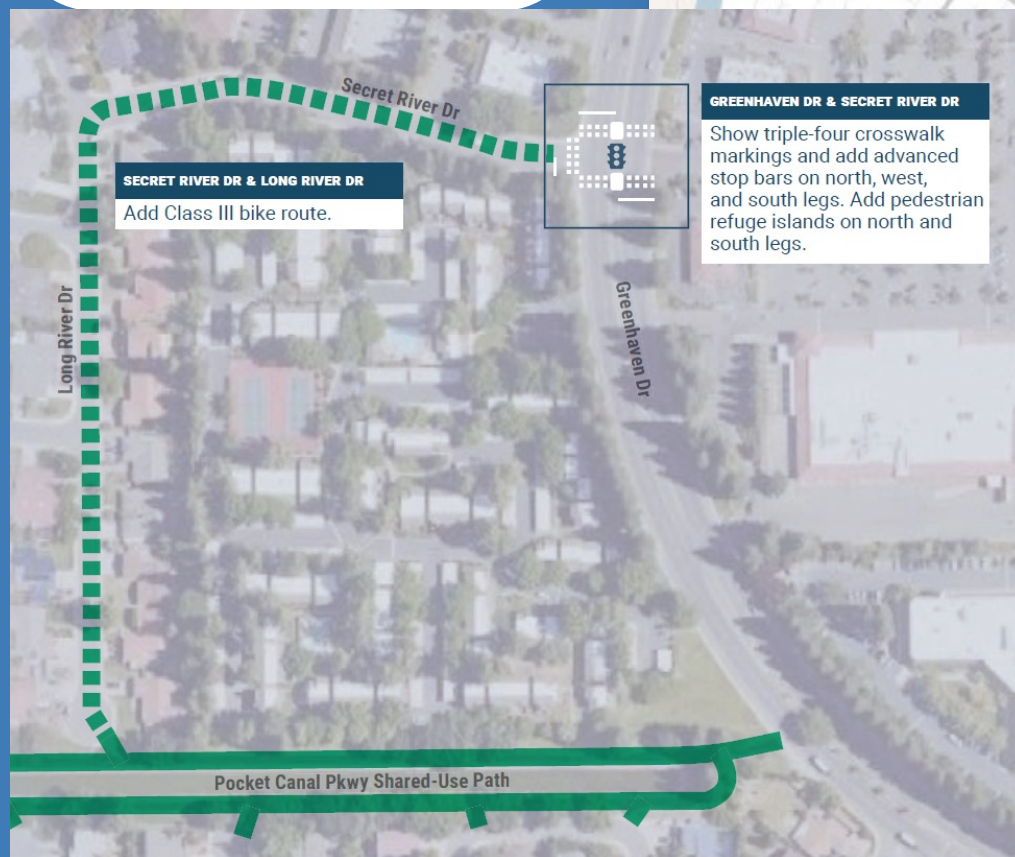 Secret River Dr
GREENHAVEN DR & SECRET RIVER DR
Show triple-four crosswalk
markings and add advanced
stop bars on north, west,
and south legs. Add pedestrian
refuge islands on north and
south legs.
SECRET RIVER DR & LONG RIVER DR
Add Class III bike route.
Long River Dr
Greenhaven Dr
Pocket Canal Pkwy Shared-Use Path